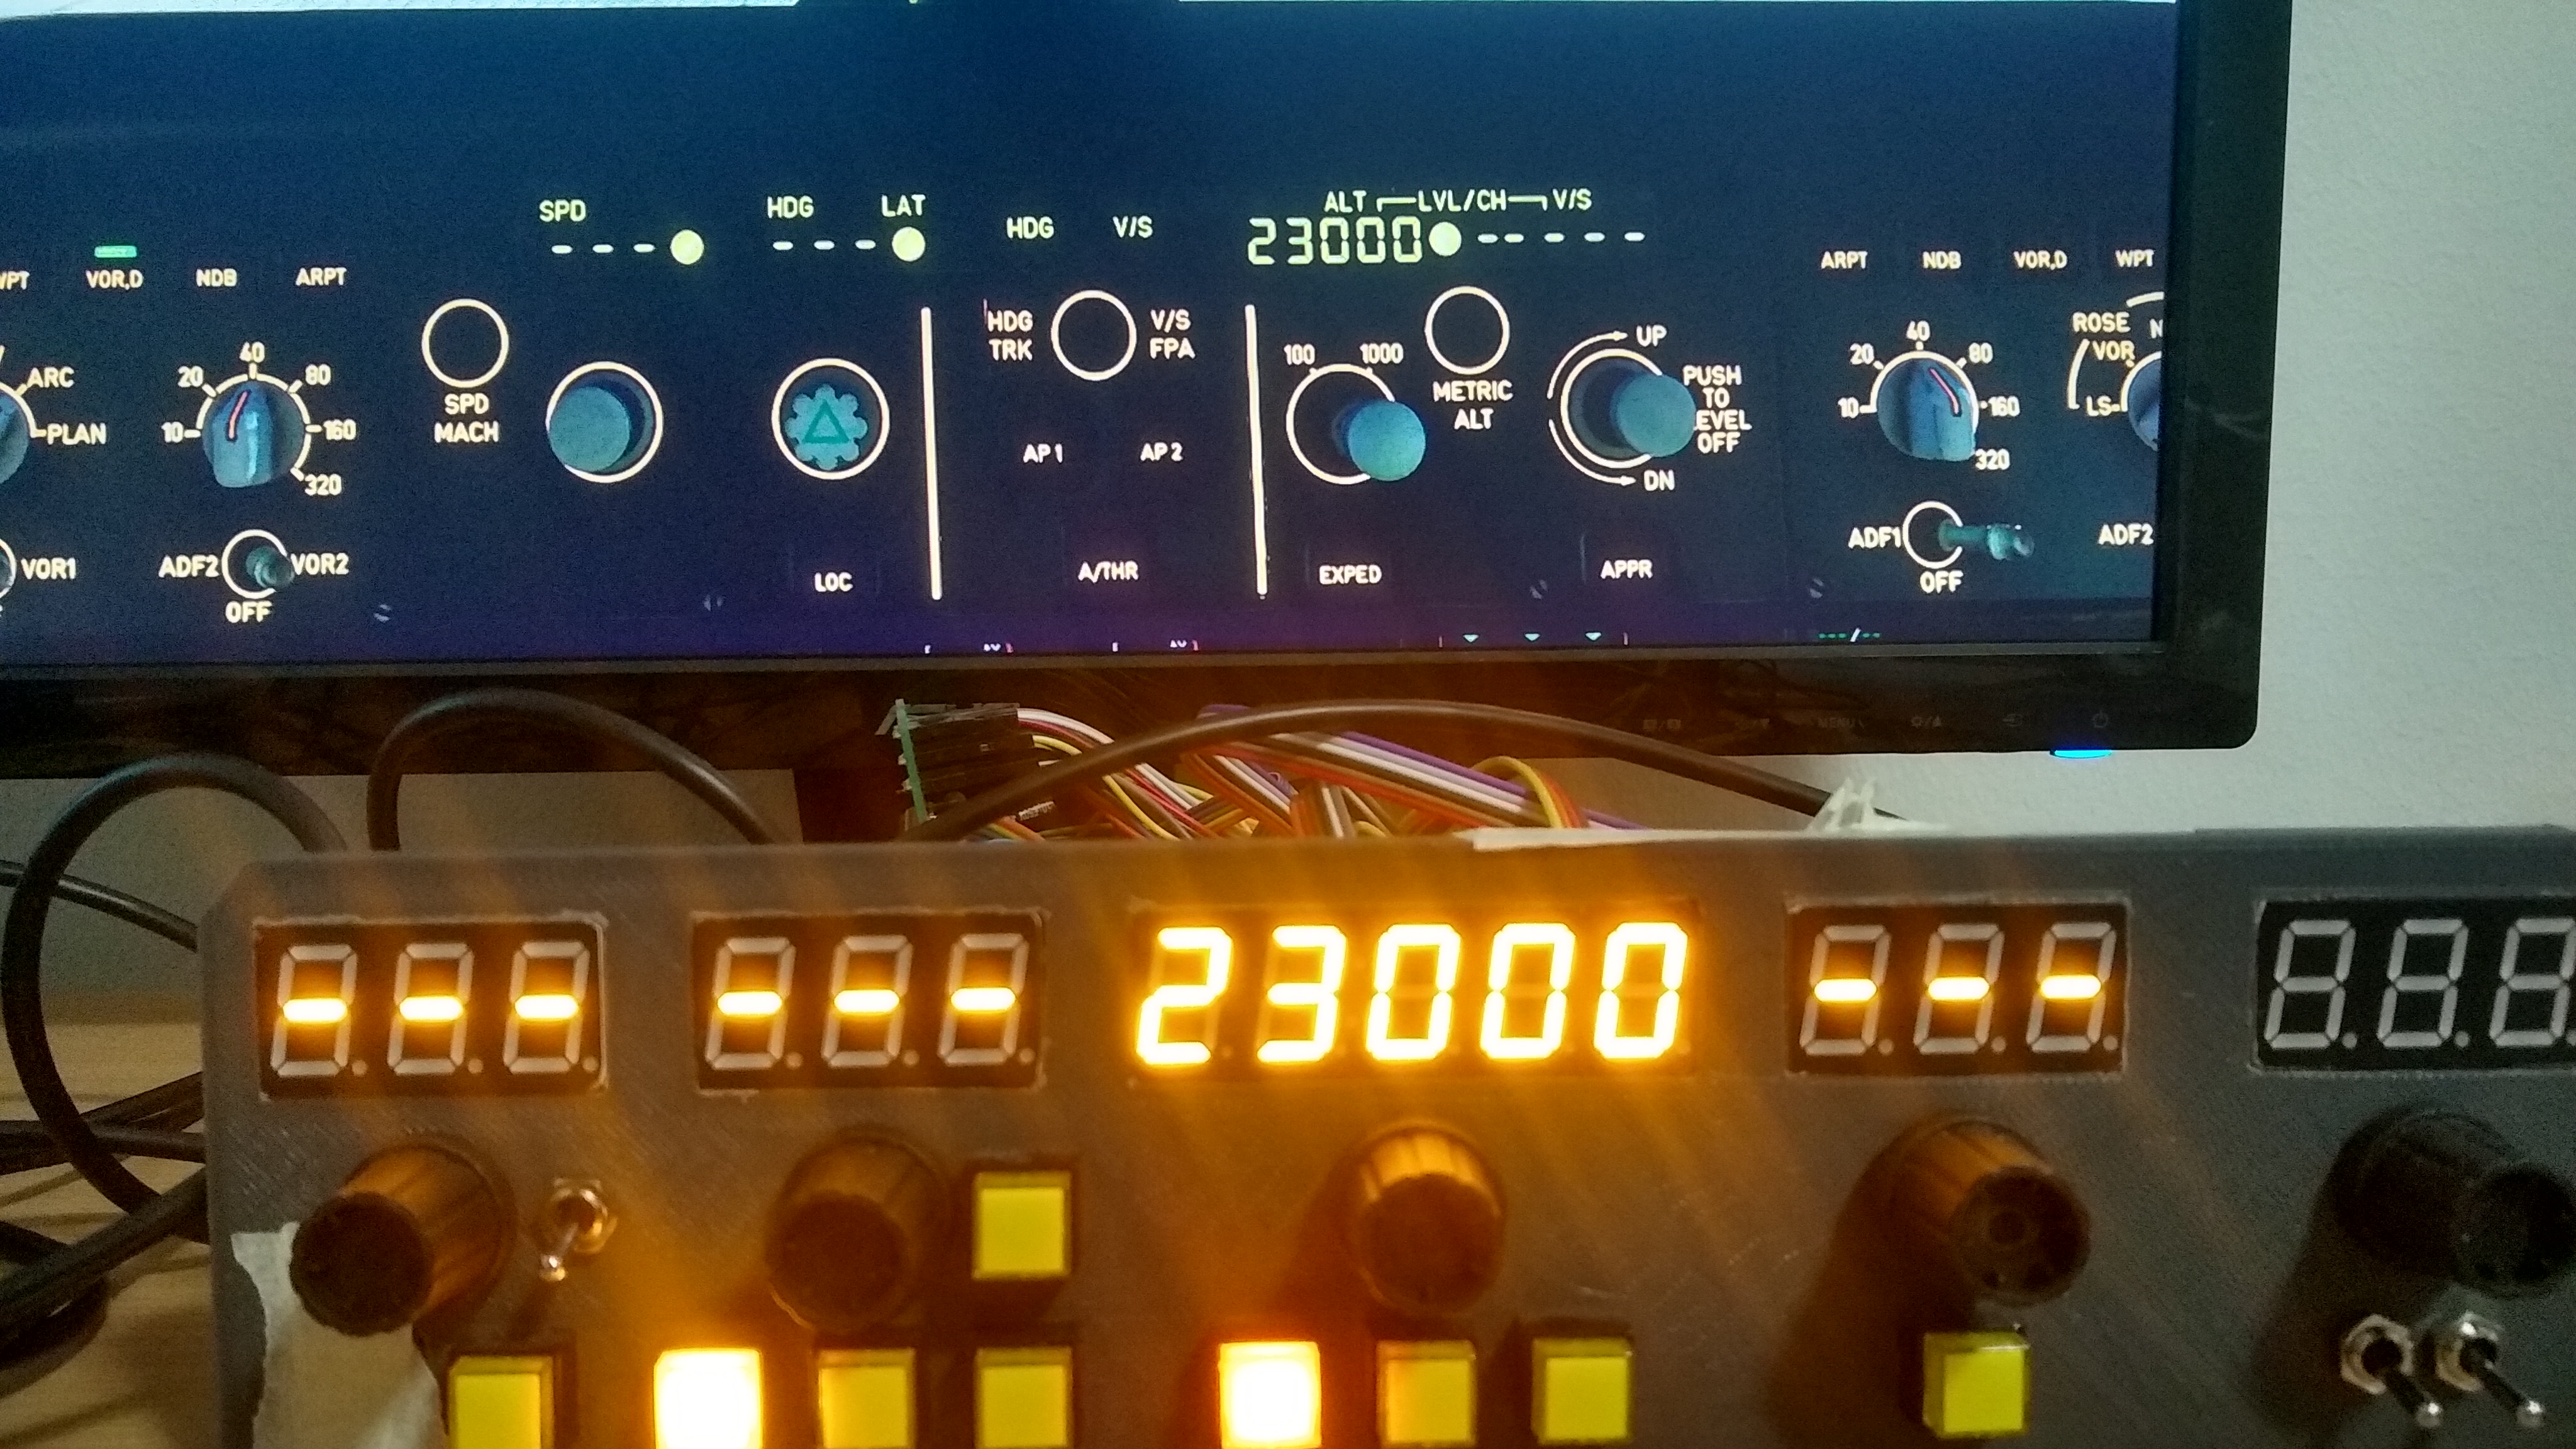 SPD
HDG LAT
HDG V/S
ALT LVL/CH V/S
23000 -----
---
---
VOR,D NDB ARPT
ARPT NDB VOR,D WPT
ARC
PLAN
10 20 40 80 160 320
SPD
MACH
HDG
TRK
V/S
FPA
AP1 AP2
100 1000
METRIC
ALT
UP
PUSH
TO
LEVEL
OFF
DN
10 20 40 80 160 320
ROSE
VOR
LS
VOR1
ADF2 VOR2
OFF
LOC
A/THR
EXPED
APPR
ADF1
OFF
ADF2
MENU
--- --- 23000 ---